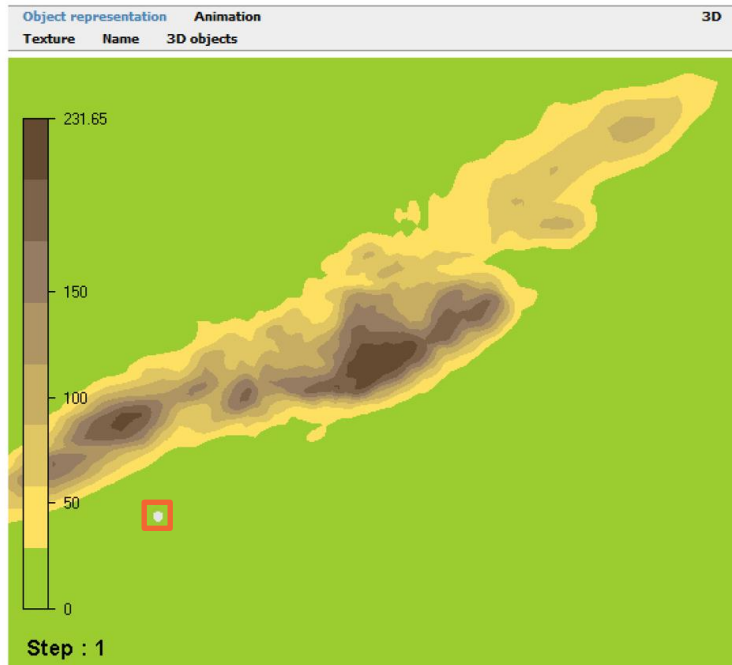 Object representation Animation 3D
Texture Name 3D objects
231.65
150
100
50
0
Step : 1